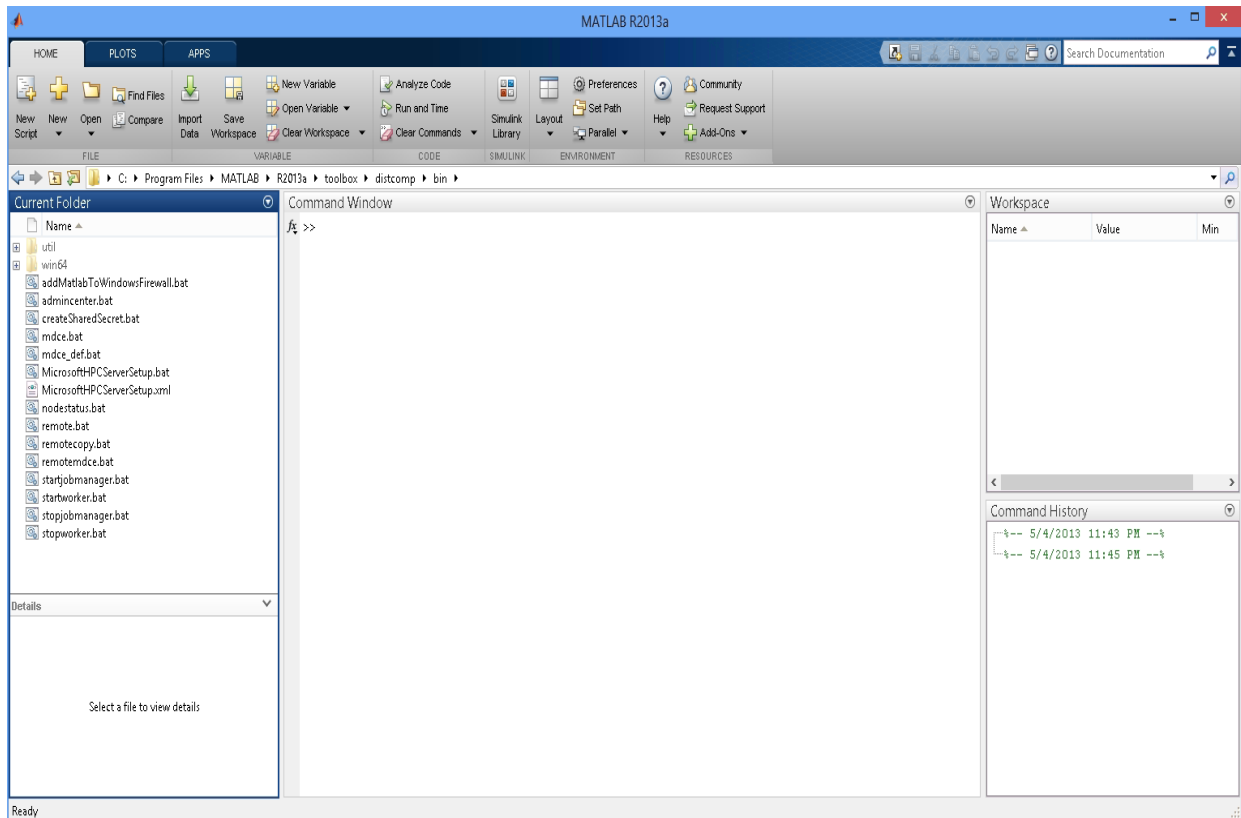 MATLAB R2013a
HOME PLOTS APPS
Search Documentation
New Script
New
Open
Find Files
Compare
Import Data
Save Workspace
New Variable
Open Variable
Clear Workspace
Analyze Code
Run and Time
Clear Commands
Simulink Library
Layout
Preferences
Set Path
Parallel
Help
Community
Request Support
Add-Ons
FILE VARIABLE CODE SIMULINK ENVIRONMENT RESOURCES
C: Program Files MATLAB R2013a toolbox distcomp bin
Current Folder
Name
util
win64
addMatlabToWindowsFirewall.bat
admincenter.bat
createSharedSecret.bat
mdce.bat
mdce_def.bat
MicrosoftHPCServerSetup.bat
MicrosoftHPCServerSetup.xml
nodestatus.bat
remote.bat
remotecopy.bat
remotemdce.bat
startjobmanager.bat
startworker.bat
stopjobmanager.bat
stopworker.bat
Details
Select a file to view details
Command Window
fx >>
Workspace
Name Value Min
Command History
%-- 5/4/2013 11:43 PM --%
%-- 5/4/2013 11:45 PM --%
Ready